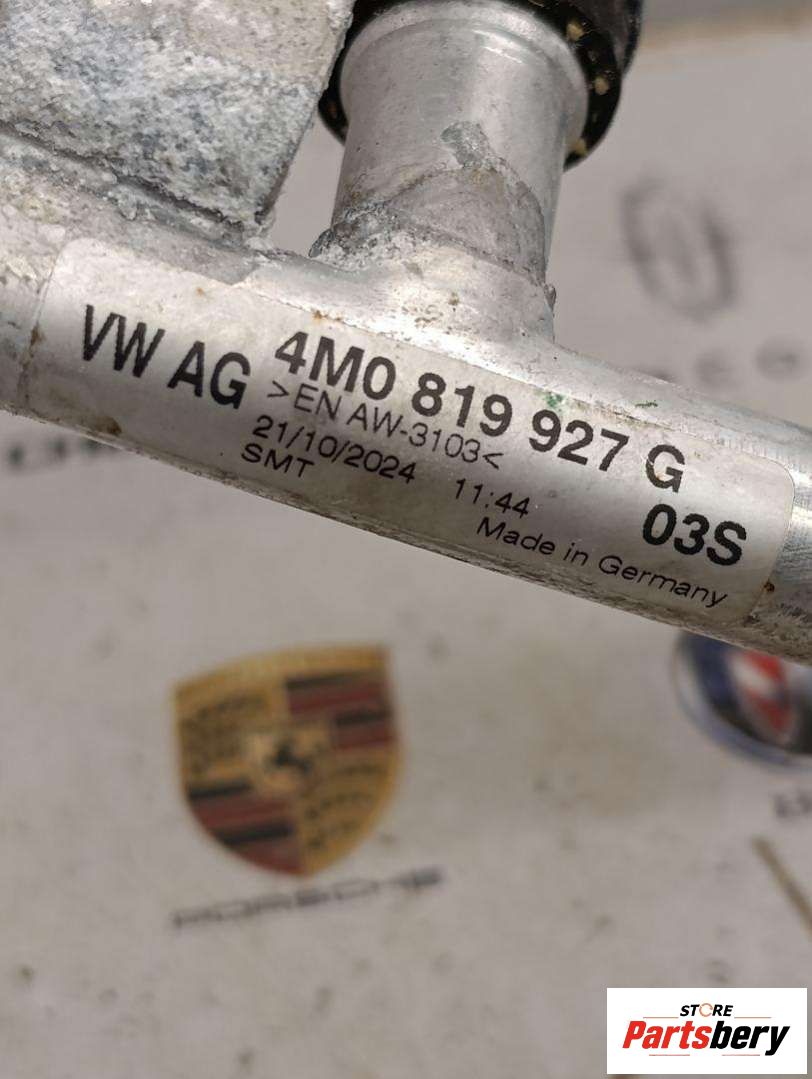 VW AG 4M0 819 927 G
>EN AW-3103<
21/10/2024 11:44 03S
SMT Made in Germany
PORSCHE
STORE
Partsbery